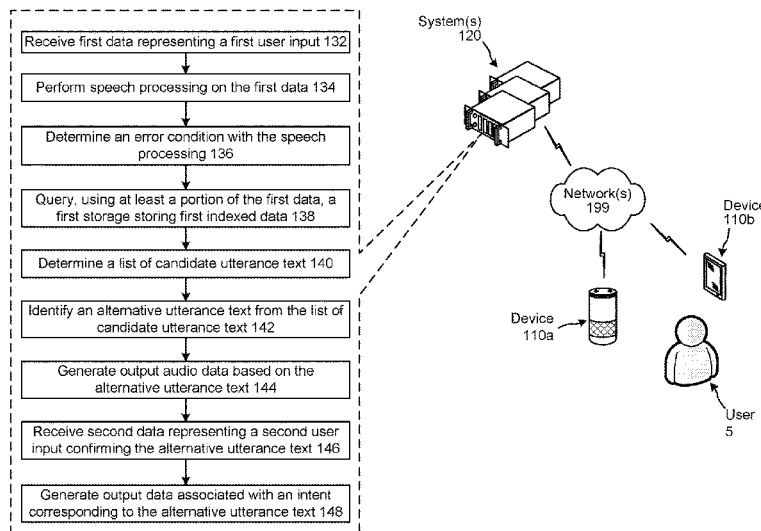 Receive first data representing a first user input 132
Perform speech processing on the first data 134
Determine an error condition with the speech
processing 136
Query, using at least a portion of the first data, a
first storage storing first indexed data 138
Determine a list of candidate utterance text 140
Identify an alternative utterance text from the list of
candidate utterance text 142
Generate output audio data based on the
alternative utterance text 144
Receive second data representing a second user
input confirming the alternative utterance text 146
Generate output data associated with an intent
corresponding to the alternative utterance text 148
System(s)
120
Network(s)
199
Device
110b
Device
110a
User
5